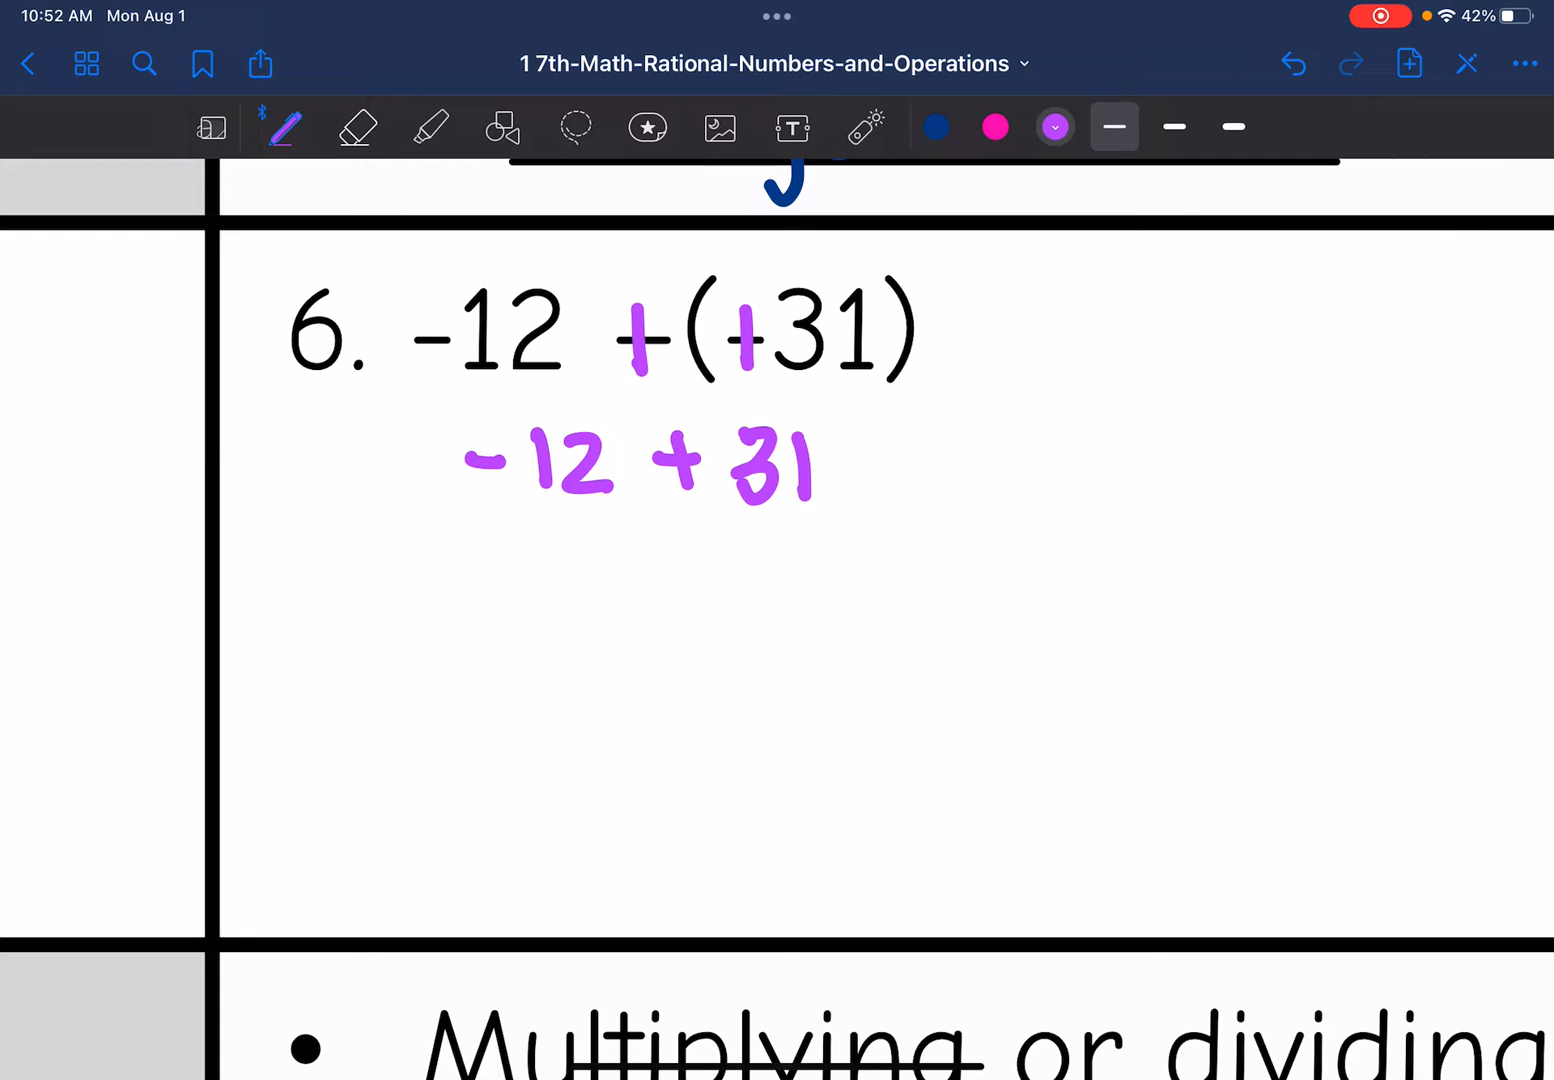 10:52 AM Mon Aug 1
42%
1 7th-Math-Rational-Numbers-and-Operations
T
6. -12 +(+31)
-12 + 31
• Multiplying or dividing